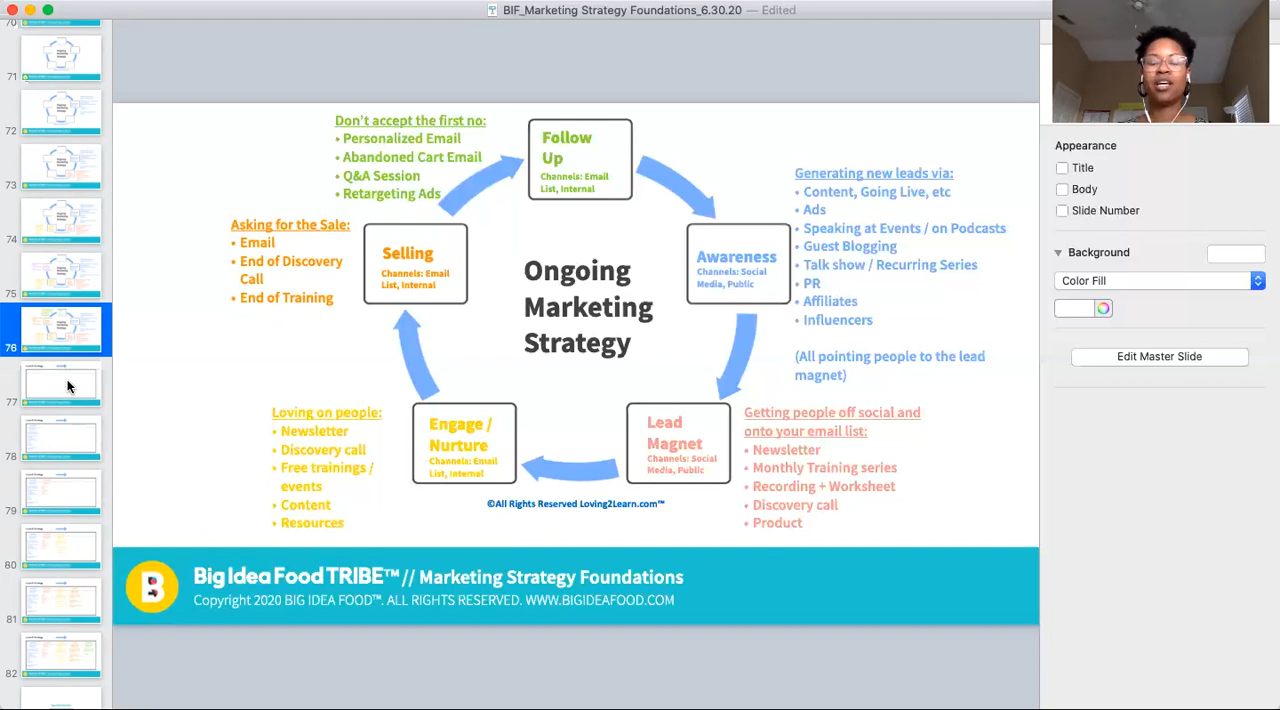 BIF_Marketing Strategy Foundations_6.30.20 — Edited
70
71
72
73
74
75
76
77
78
79
80
81
82
Don't accept the first no:
• Personalized Email
• Abandoned Cart Email
• Q&A Session
• Retargeting Ads
Follow
Up
Channels: Email
List, Internal
Generating new leads via:
• Content, Going Live, etc
• Ads
• Speaking at Events / on Podcasts
• Guest Blogging
• Talk show / Recurring Series
• PR
• Affiliates
• Influencers
(All pointing people to the lead
magnet)
Asking for the Sale:
• Email
• End of Discovery
Call
• End of Training
Selling
Channels: Email
List, Internal
Ongoing
Marketing
Strategy
Awareness
Channels: Social
Media, Public
Loving on people:
• Newsletter
• Discovery call
• Free trainings /
events
• Content
• Resources
Engage /
Nurture
Channels: Email
List, Internal
Lead
Magnet
Channels: Social
Media, Public
Getting people off social and
onto your email list:
• Newsletter
• Monthly Training series
• Recording + Worksheet
• Discovery call
• Product
©All Rights Reserved Loving2Learn.com™
B
Big Idea Food TRIBE™ // Marketing Strategy Foundations
Copyright 2020 BIG IDEA FOOD™. ALL RIGHTS RESERVED. WWW.BIGIDEAFOOD.COM
Appearance
Title
Body
Slide Number
Background
Color Fill
Edit Master Slide